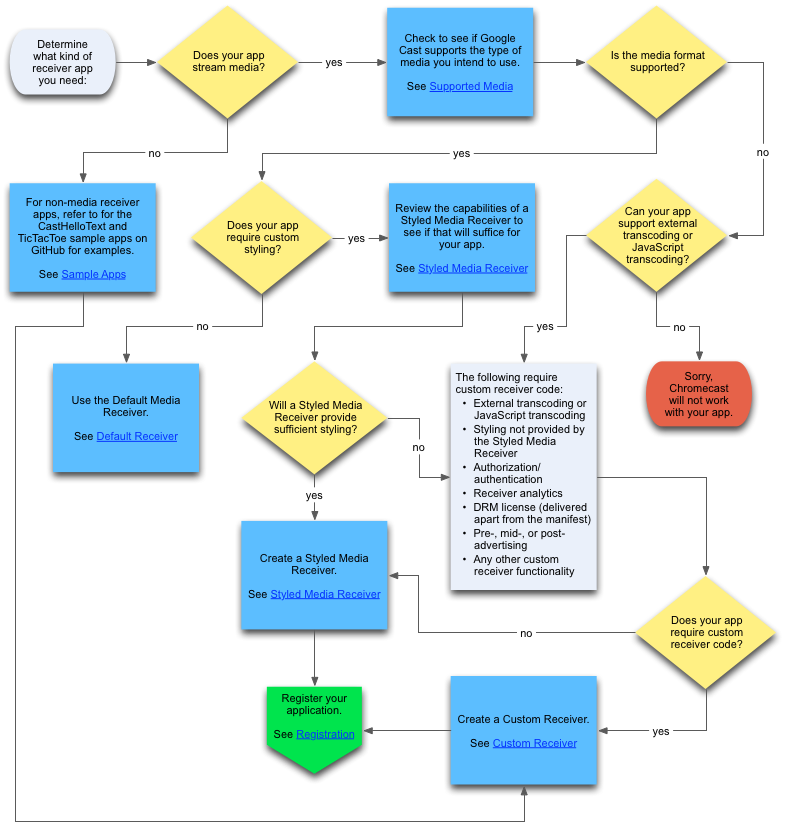 Determine
what kind of
receiver app
you need:
Does your app
stream media?
yes
Check to see if Google
Cast supports the type of
media you intend to use.
See Supported Media
Is the media format
supported?
no
yes
no
For non-media receiver
apps, refer to for the
CastHelloText and
TicTacToe sample apps on
GitHub for examples.
See Sample Apps
Does your app
require custom
styling?
yes
Review the capabilities of a
Styled Media Receiver to
see if that will suffice for
your app.
See Styled Media Receiver
Can your app
support external
transcoding or
JavaScript
transcoding?
no
yes
no
Use the Default Media
Receiver.
See Default Receiver
Will a Styled Media
Receiver provide
sufficient styling?
no
The following require
custom receiver code:
• External transcoding or
JavaScript transcoding
• Styling not provided by
the Styled Media
Receiver
• Authorization/
authentication
• Receiver analytics
• DRM license (delivered
apart from the manifest)
• Pre-, mid-, or post-
advertising
• Any other custom
receiver functionality
Sorry,
Chromecast
will not work
with your app.
yes
Create a Styled Media
Receiver.
See Styled Media Receiver
no
Does your app
require custom
receiver code?
Register your
application.
See Registration
Create a Custom Receiver.
See Custom Receiver
yes